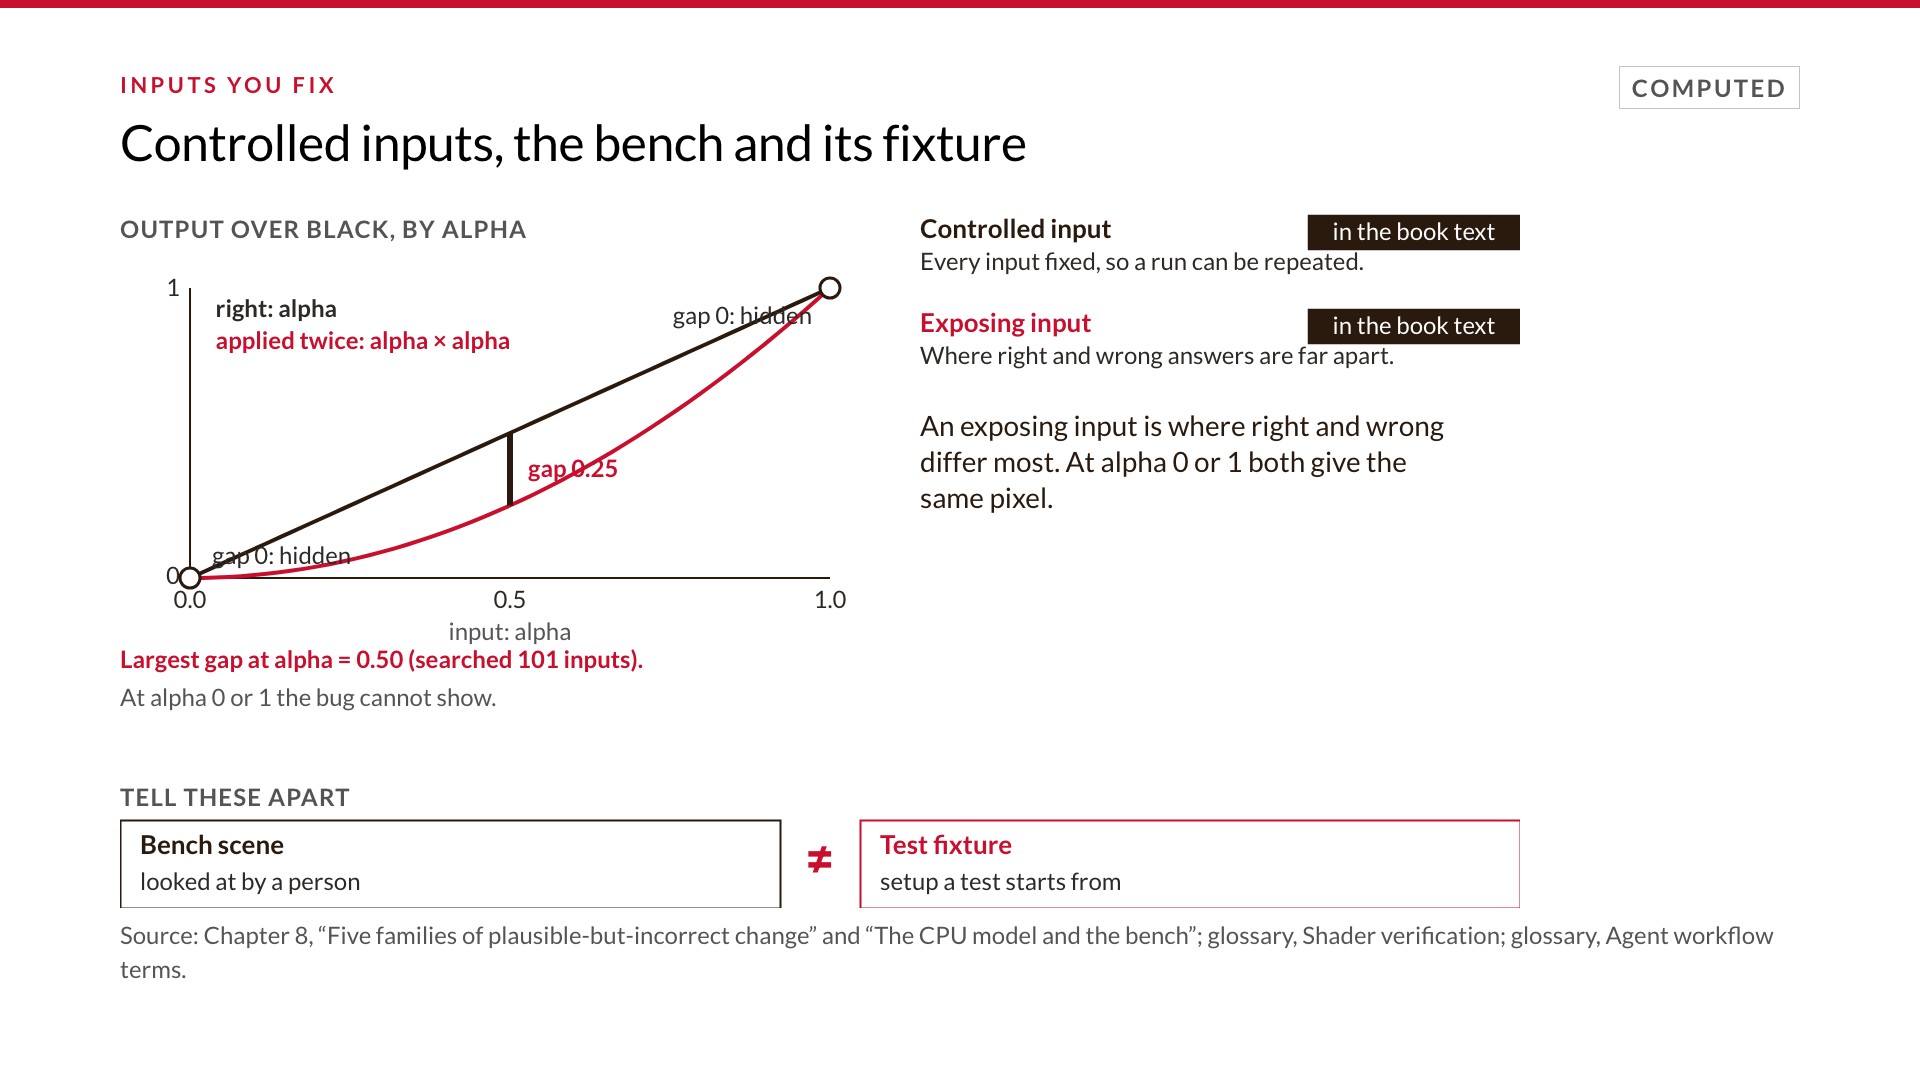 INPUTS YOU FIX
COMPUTED
Controlled inputs, the bench and its fixture
OUTPUT OVER BLACK, BY ALPHA
1
right: alpha
applied twice: alpha × alpha
gap 0: hidden
gap 0.25
gap 0: hidden
0
0.0
0.5
1.0
input: alpha
Largest gap at alpha = 0.50 (searched 101 inputs).
At alpha 0 or 1 the bug cannot show.
Controlled input
in the book text
Every input fixed, so a run can be repeated.
Exposing input
in the book text
Where right and wrong answers are far apart.
An exposing input is where right and wrong
differ most. At alpha 0 or 1 both give the
same pixel.
TELL THESE APART
Bench scene
looked at by a person
≠
Test fixture
setup a test starts from
Source: Chapter 8, “Five families of plausible-but-incorrect change” and “The CPU model and the bench”; glossary, Shader verification; glossary, Agent workflow
terms.